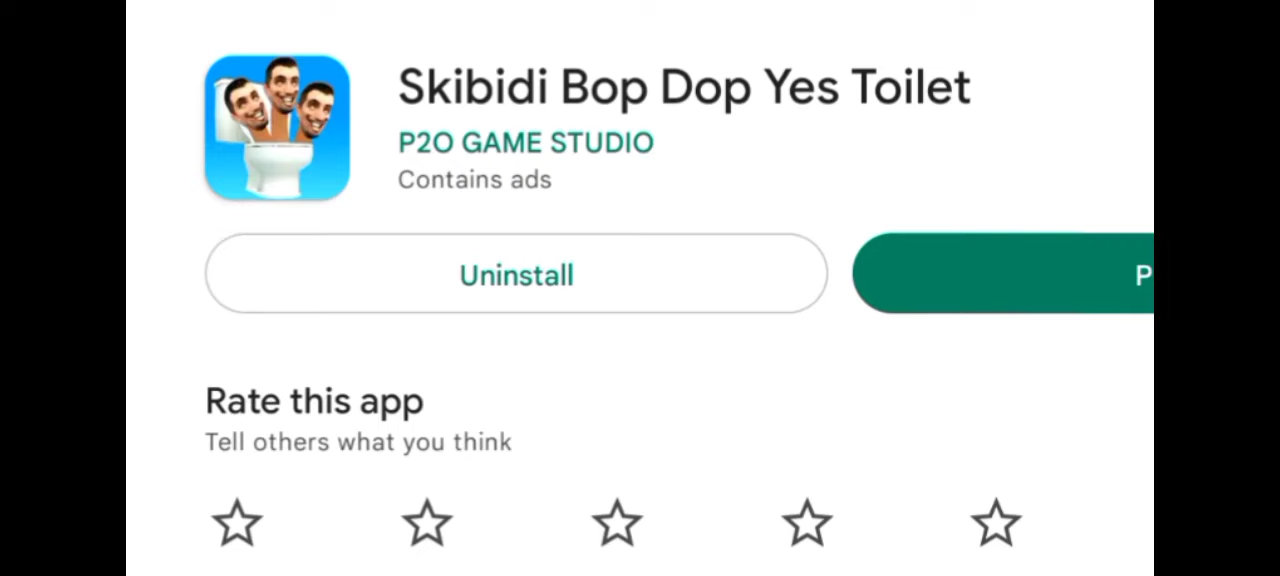 Skibidi Bop Dop Yes Toilet
P2O GAME STUDIO
Contains ads
Uninstall
P
Rate this app
Tell others what you think